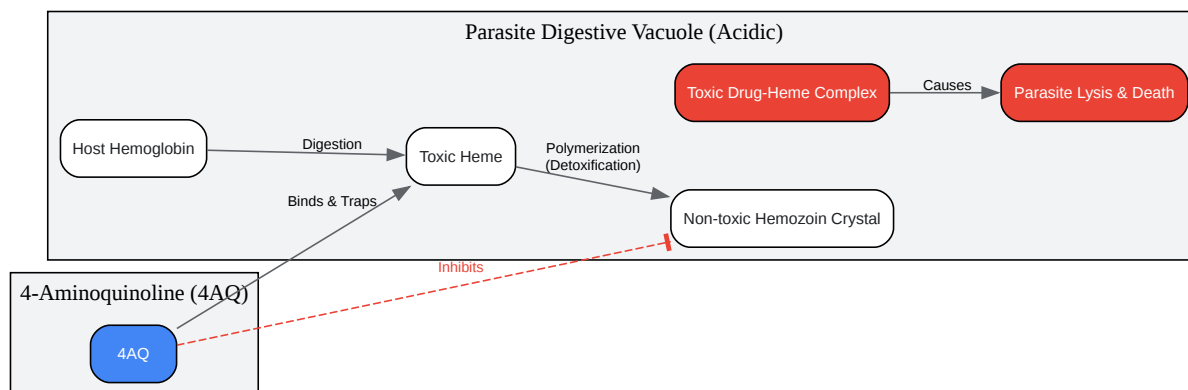 Parasite Digestive Vacuole (Acidic)
Toxic Drug-Heme Complex
Causes
Parasite Lysis & Death
Host Hemoglobin
Digestion
Toxic Heme
Polymerization
(Detoxification)
Binds & Traps
Non-toxic Hemozoin Crystal
Inhibits
4-Aminoquinoline (4AQ)
4AQ